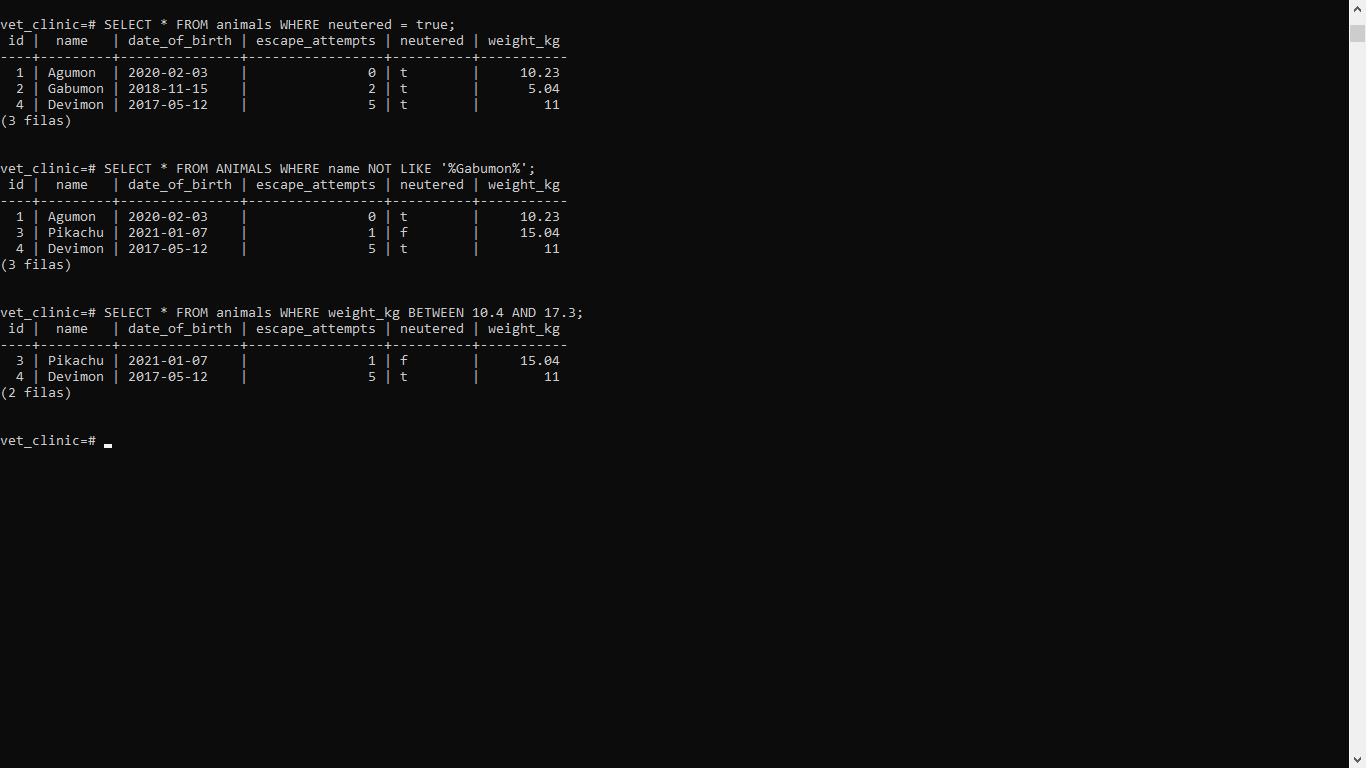 vet_clinic=# SELECT * FROM animals WHERE neutered = true;
 id |  name   | date_of_birth | escape_attempts | neutered | weight_kg
----+---------+---------------+-----------------+----------+-----------
  1 | Agumon  | 2020-02-03    |               0 | t        |     10.23
  2 | Gabumon | 2018-11-15    |               2 | t        |      5.04
  4 | Devimon | 2017-05-12    |               5 | t        |        11
(3 filas)
vet_clinic=# SELECT * FROM ANIMALS WHERE name NOT LIKE '%Gabumon%';
 id |  name   | date_of_birth | escape_attempts | neutered | weight_kg
----+---------+---------------+-----------------+----------+-----------
  1 | Agumon  | 2020-02-03    |               0 | t        |     10.23
  3 | Pikachu | 2021-01-07    |               1 | f        |     15.04
  4 | Devimon | 2017-05-12    |               5 | t        |        11
(3 filas)
vet_clinic=# SELECT * FROM animals WHERE weight_kg BETWEEN 10.4 AND 17.3;
 id |  name   | date_of_birth | escape_attempts | neutered | weight_kg
----+---------+---------------+-----------------+----------+-----------
  3 | Pikachu | 2021-01-07    |               1 | f        |     15.04
  4 | Devimon | 2017-05-12    |               5 | t        |        11
(2 filas)
vet_clinic=#